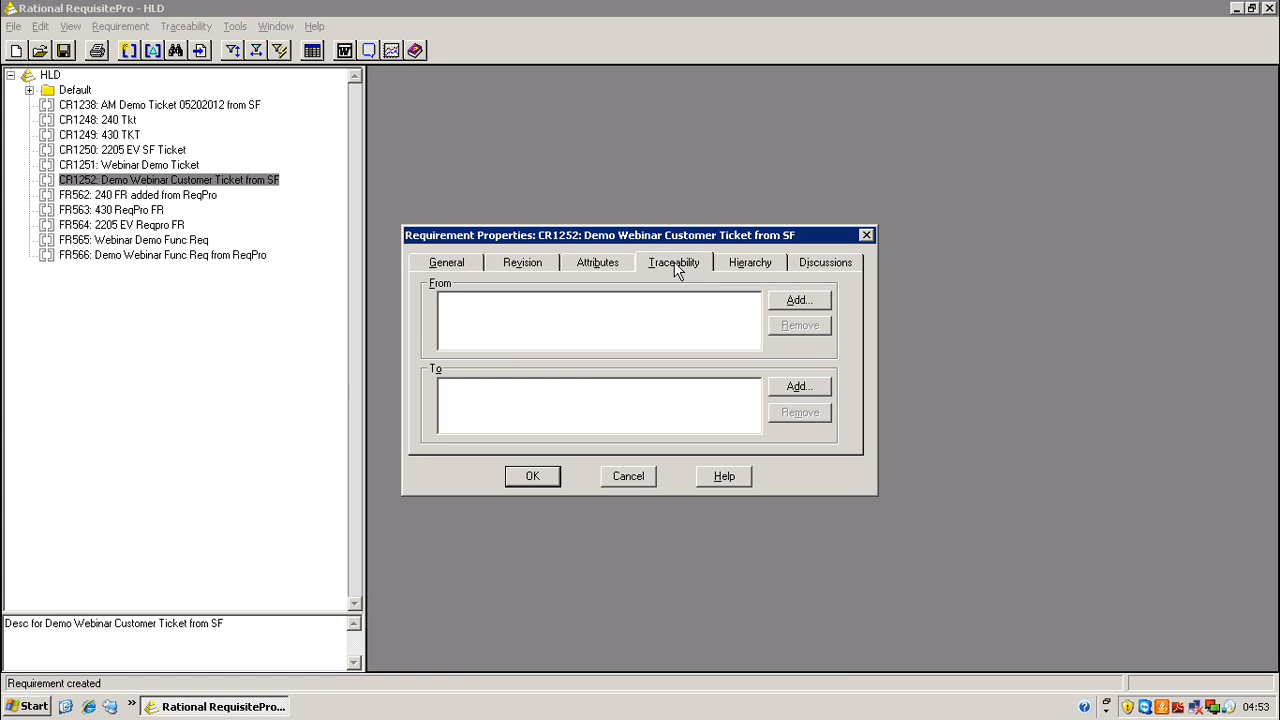 Rational RequisitePro - HLD
File Edit View Requirement Traceability Tools Window Help
HLD
Default
CR1238: AM Demo Ticket 05202012 from SF
CR1248: 240 Tkt
CR1249: 430 TKT
CR1250: 2205 EV SF Ticket
CR1251: Webinar Demo Ticket
CR1252: Demo Webinar Customer Ticket from SF
FR562: 240 FR added from ReqPro
FR563: 430 ReqPro FR
FR564: 2205 EV Reqpro FR
FR565: Webinar Demo Func Req
FR566: Demo Webinar Func Req from ReqPro
Requirement Properties: CR1252: Demo Webinar Customer Ticket from SF
General Revision Attributes Traceability Hierarchy Discussions
From
Add...
Remove
To
Add...
Remove
OK Cancel Help
Desc for Demo Webinar Customer Ticket from SF
Requirement created
Start » Rational RequisitePro... 04:53